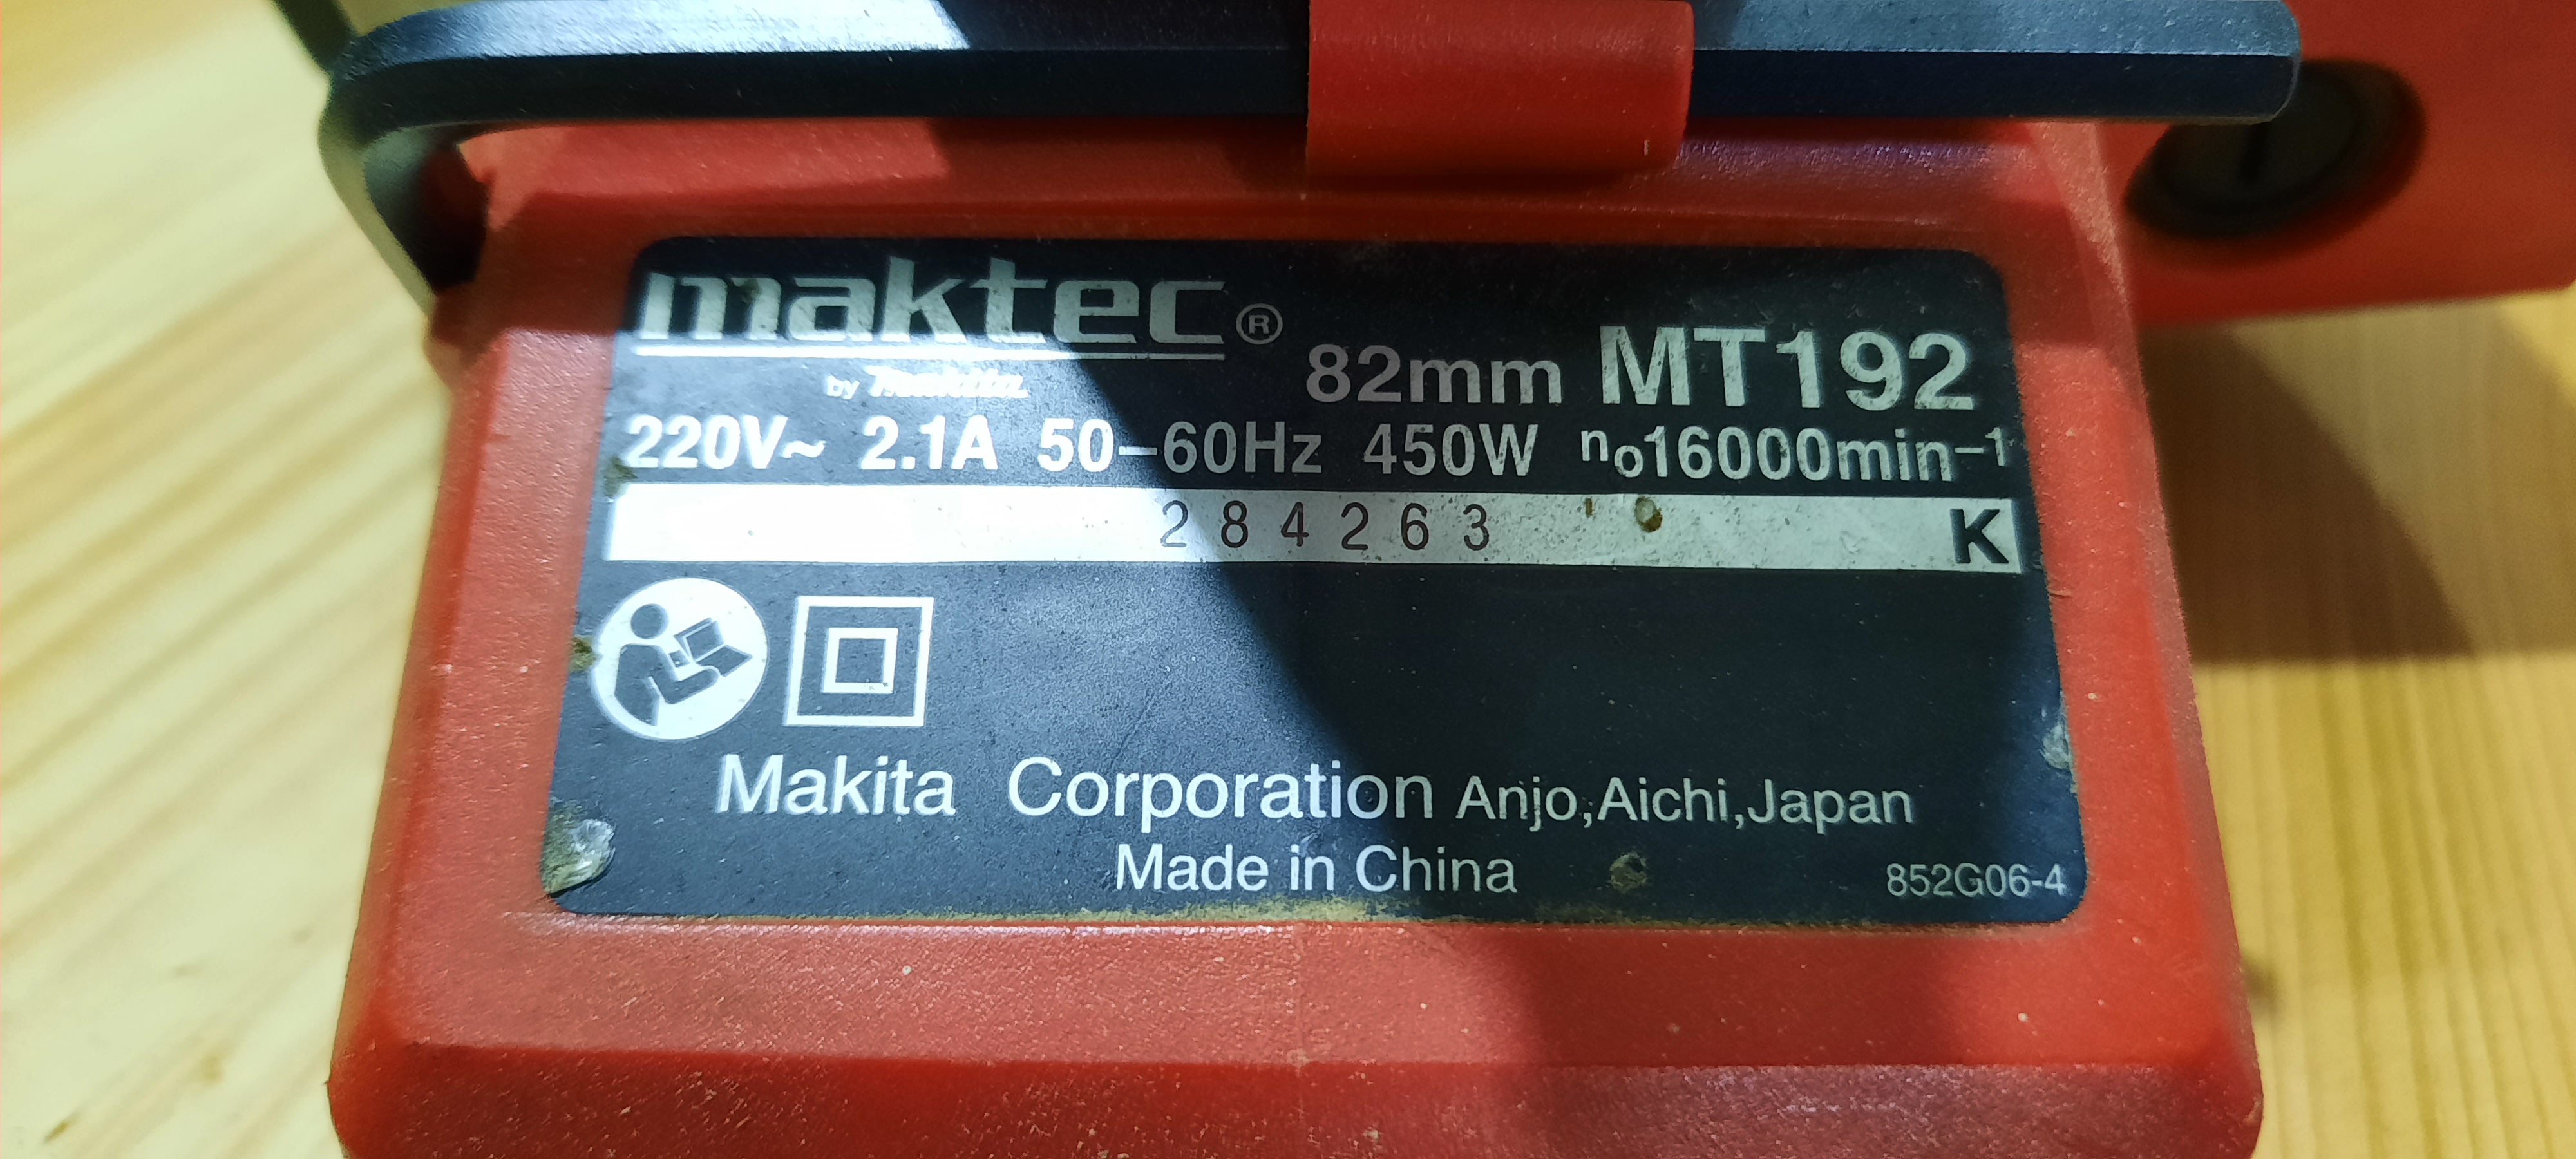 maktec®
by Makita
82mm MT192
220V~ 2.1A 50–60Hz 450W no16000min–1
284263 K
Makita Corporation Anjo,Aichi,Japan
Made in China
852G06-4